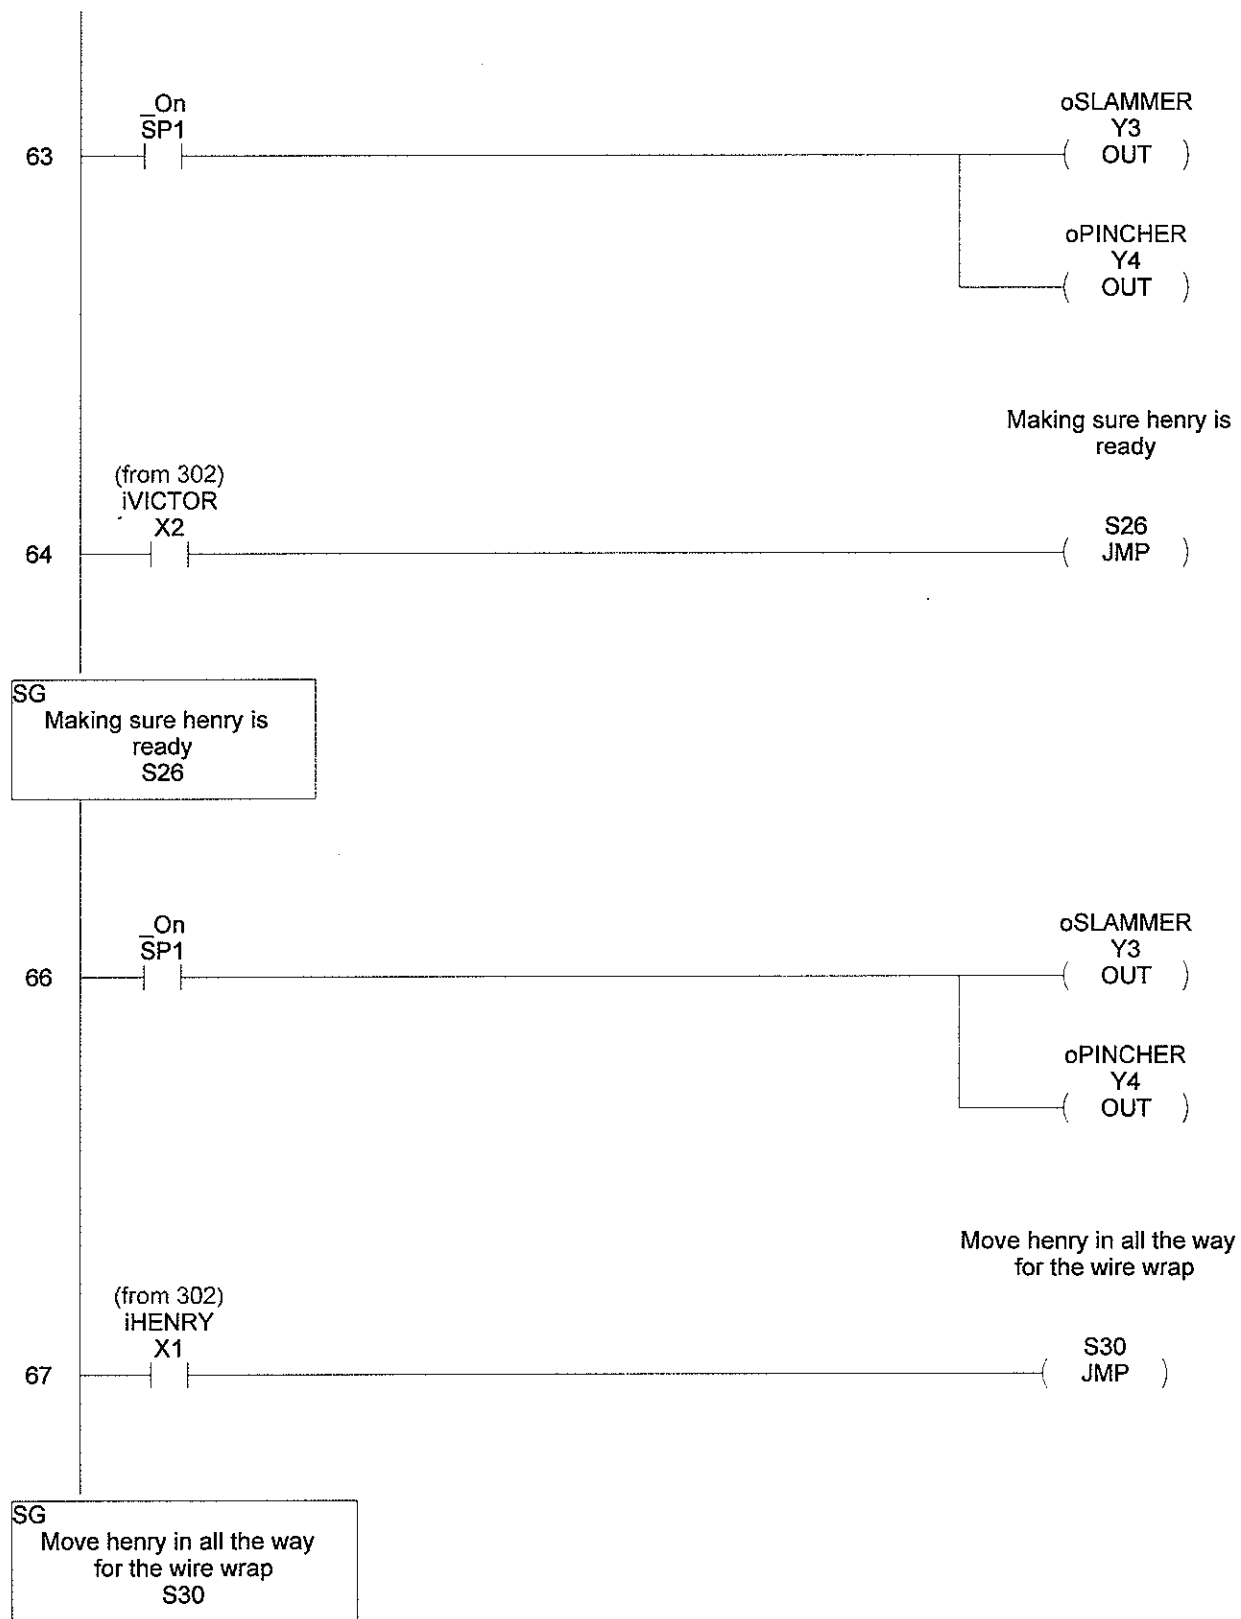 _On
SP1
oSLAMMER
Y3
63
OUT
oPINCHER
Y4
OUT
Making sure henry is
ready
(from 302)
iVICTOR
X2
S26
64
JMP
SG
Making sure henry is
ready
S26
_On
SP1
oSLAMMER
Y3
66
OUT
oPINCHER
Y4
OUT
Move henry in all the way
for the wire wrap
(from 302)
iHENRY
X1
S30
67
JMP
SG
Move henry in all the way
for the wire wrap
S30